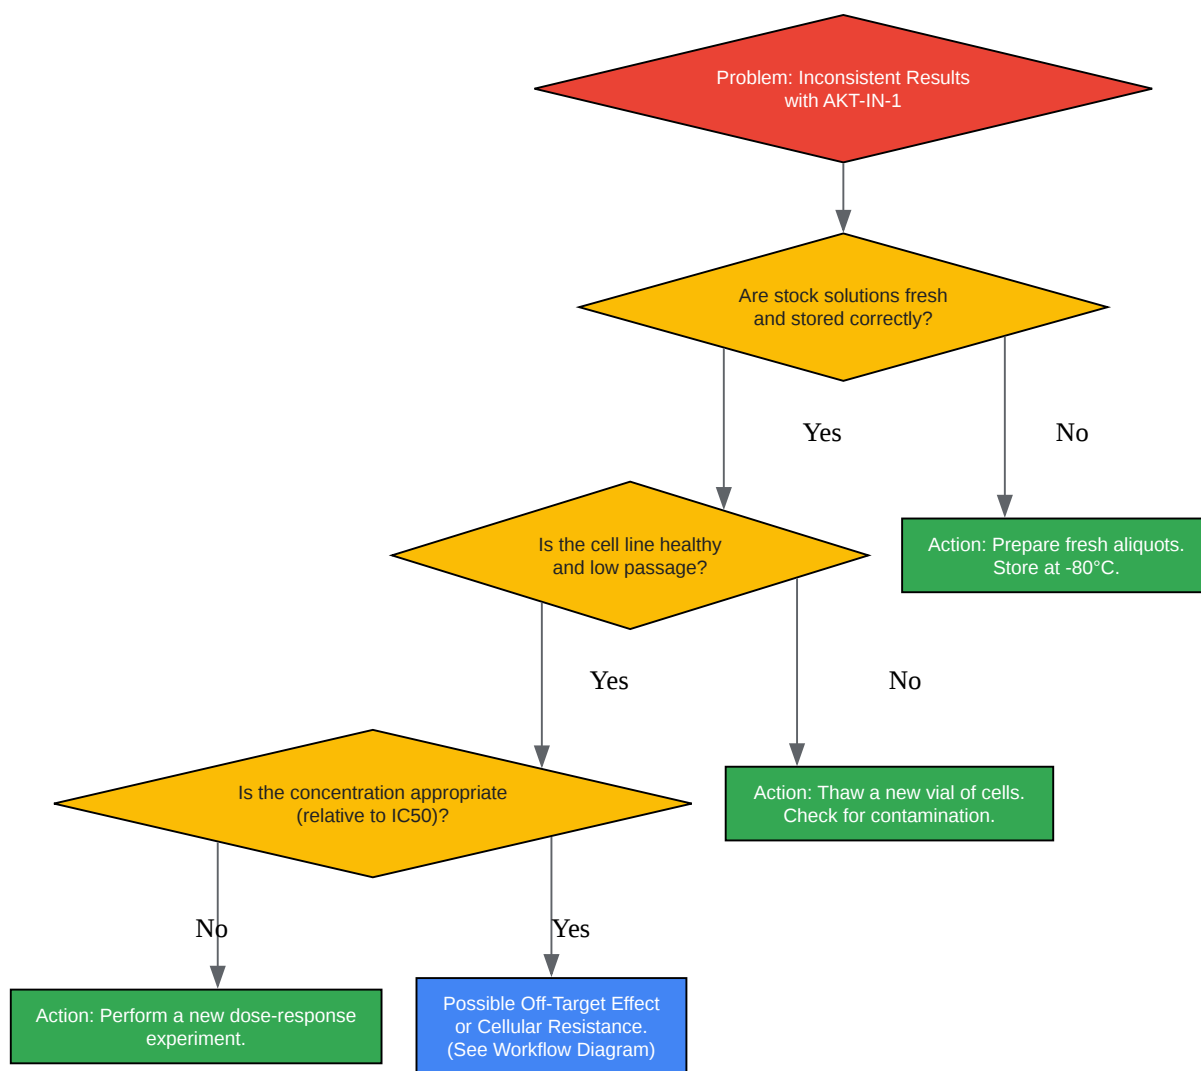 Problem: Inconsistent Results
with AKT-IN-1
Are stock solutions fresh
and stored correctly?
Yes
No
Is the cell line healthy
and low passage?
Action: Prepare fresh aliquots.
Store at -80°C.
Yes
No
Is the concentration appropriate
(relative to IC50)?
Action: Thaw a new vial of cells.
Check for contamination.
No
Yes
Action: Perform a new dose-response
experiment.
Possible Off-Target Effect
or Cellular Resistance.
(See Workflow Diagram)